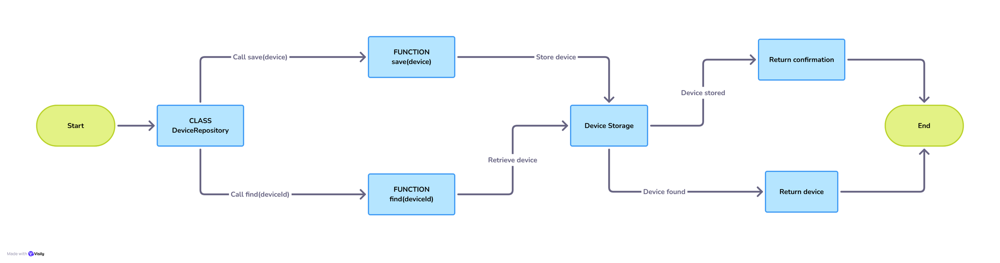 Call save(device)
FUNCTION
save(device)
Store device
Return confirmation
Device stored
Start
CLASS
DeviceRepository
Device Storage
End
Retrieve device
Call find(deviceId)
FUNCTION
find(deviceId)
Device found
Return device
Made with Visily